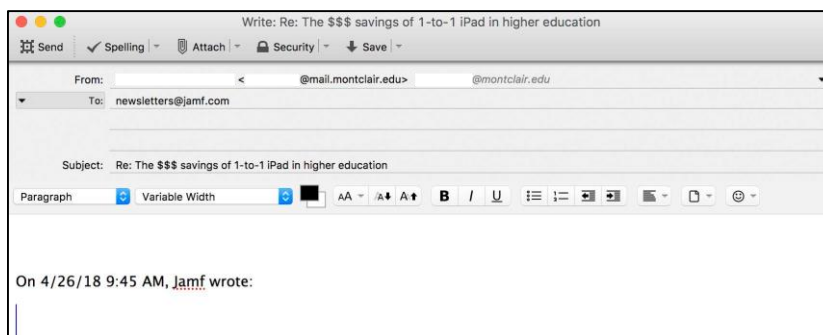 Write: Re: The $$$ savings of 1-to-1 iPad in higher education
Send Spelling Attach Security Save
From: < @mail.montclair.edu> @montclair.edu
To: newsletters@jamf.com
Subject: Re: The $$$ savings of 1-to-1 iPad in higher education
Paragraph Variable Width AA A A B I U
On 4/26/18 9:45 AM, Jamf wrote: